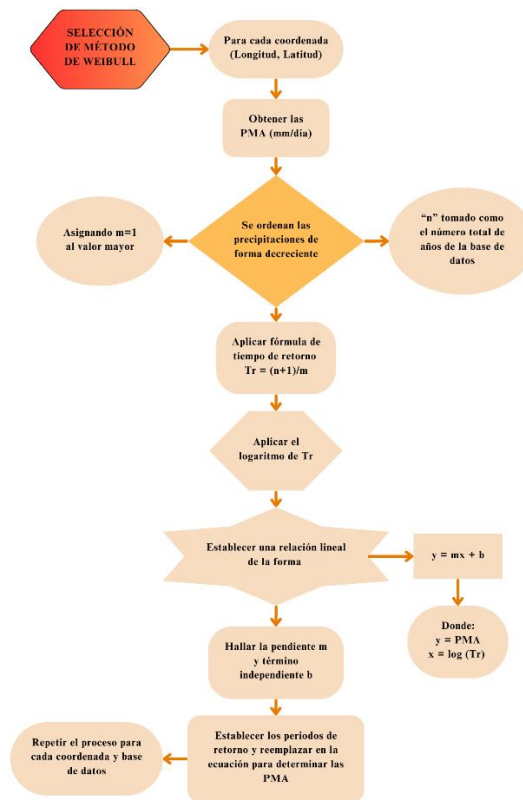 SELECCIÓN
DE MÉTODO
DE WEIBULL
Para cada coordenada
(Longitud, Latitud)
Obtener las
PMA (mm/día)
Se ordenan las
precipitaciones de
forma decreciente
Asignando m=1
al valor mayor
“n” tomado como
el número total de
años de la base de
datos
Aplicar fórmula de
tiempo de retorno
Tr = (n+1)/m
Aplicar el
logaritmo de Tr
Establecer una relación lineal
de la forma
y = mx + b
Donde:
y = PMA
x = log (Tr)
Hallar la pendiente m
y término
independiente b
Establecer los periodos de
retorno y reemplazar en la
ecuación para determinar las
PMA
Repetir el proceso para
cada coordenada y base
de datos